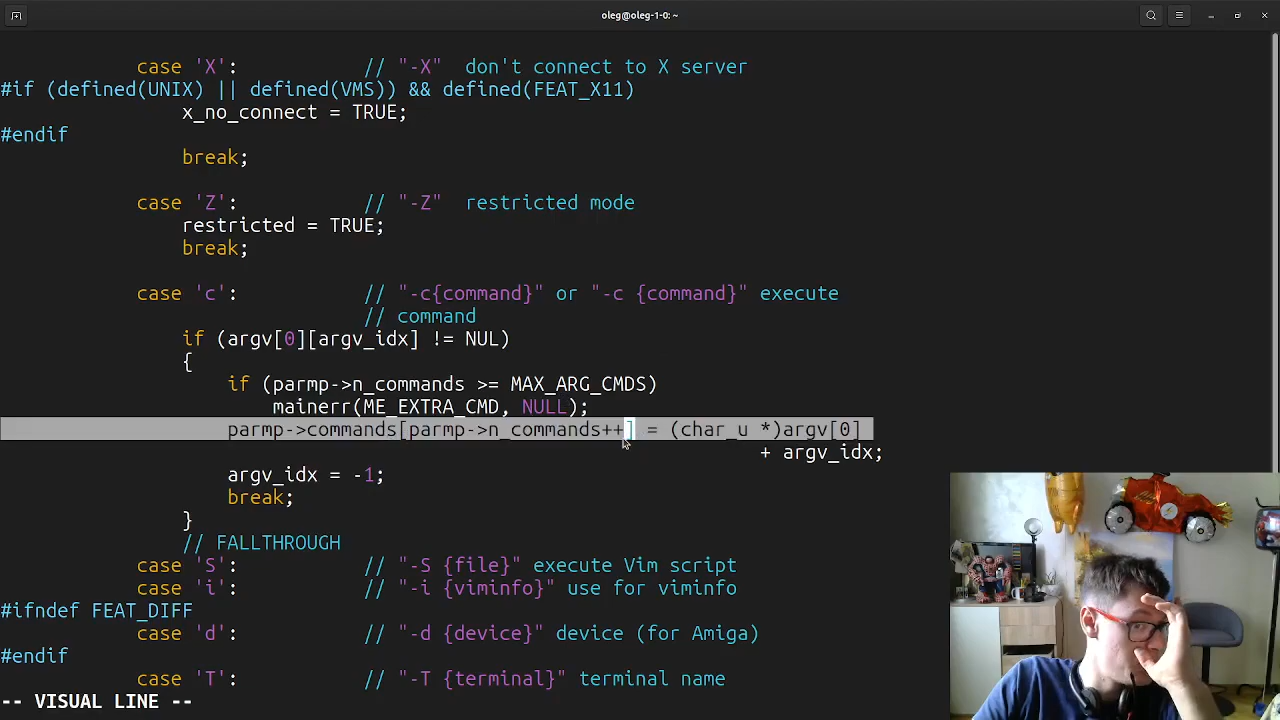 oleg@oleg-1-0: ~
case 'X':           // "-X"  don't connect to X server
#if (defined(UNIX) || defined(VMS)) && defined(FEAT_X11)
x_no_connect = TRUE;
#endif
break;
case 'Z':           // "-Z"  restricted mode
restricted = TRUE;
break;
case 'c':           // "-c{command}" or "-c {command}" execute
// command
if (argv[0][argv_idx] != NUL)
{
if (parmp->n_commands >= MAX_ARG_CMDS)
mainerr(ME_EXTRA_CMD, NULL);
parmp->commands[parmp->n_commands++] = (char_u *)argv[0]
+ argv_idx;
argv_idx = -1;
break;
}
// FALLTHROUGH
case 'S':           // "-S {file}" execute Vim script
case 'i':           // "-i {viminfo}" use for viminfo
#ifndef FEAT_DIFF
case 'd':           // "-d {device}" device (for Amiga)
#endif
case 'T':           // "-T {terminal}" terminal name
-- VISUAL LINE --